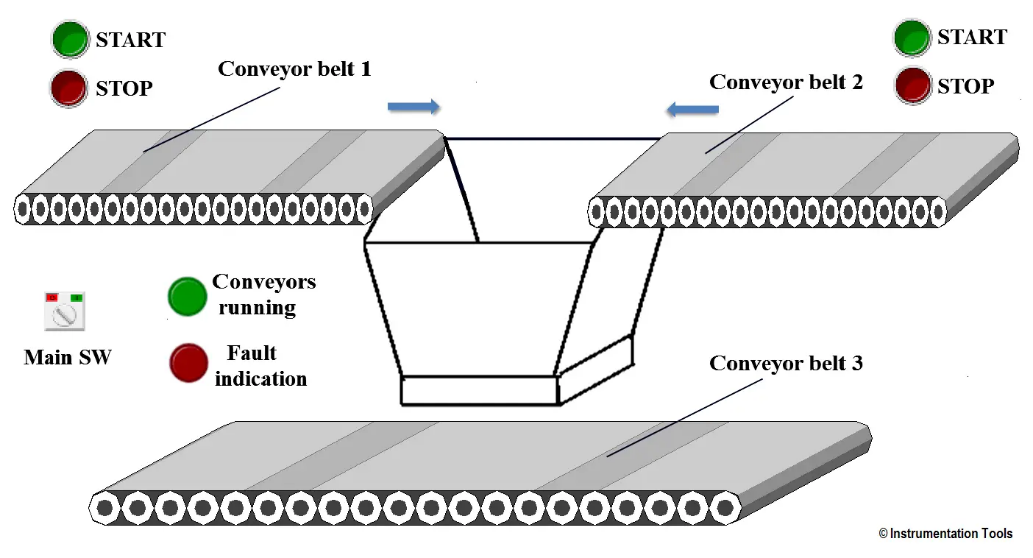 START
STOP
Conveyor belt 1
Conveyor belt 2
START
STOP
Conveyors
running
Main SW
Fault
indication
Conveyor belt 3
© Instrumentation Tools